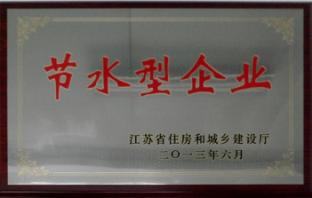 节水型企业
江苏省住房和城乡建设厅
二〇一三年六月